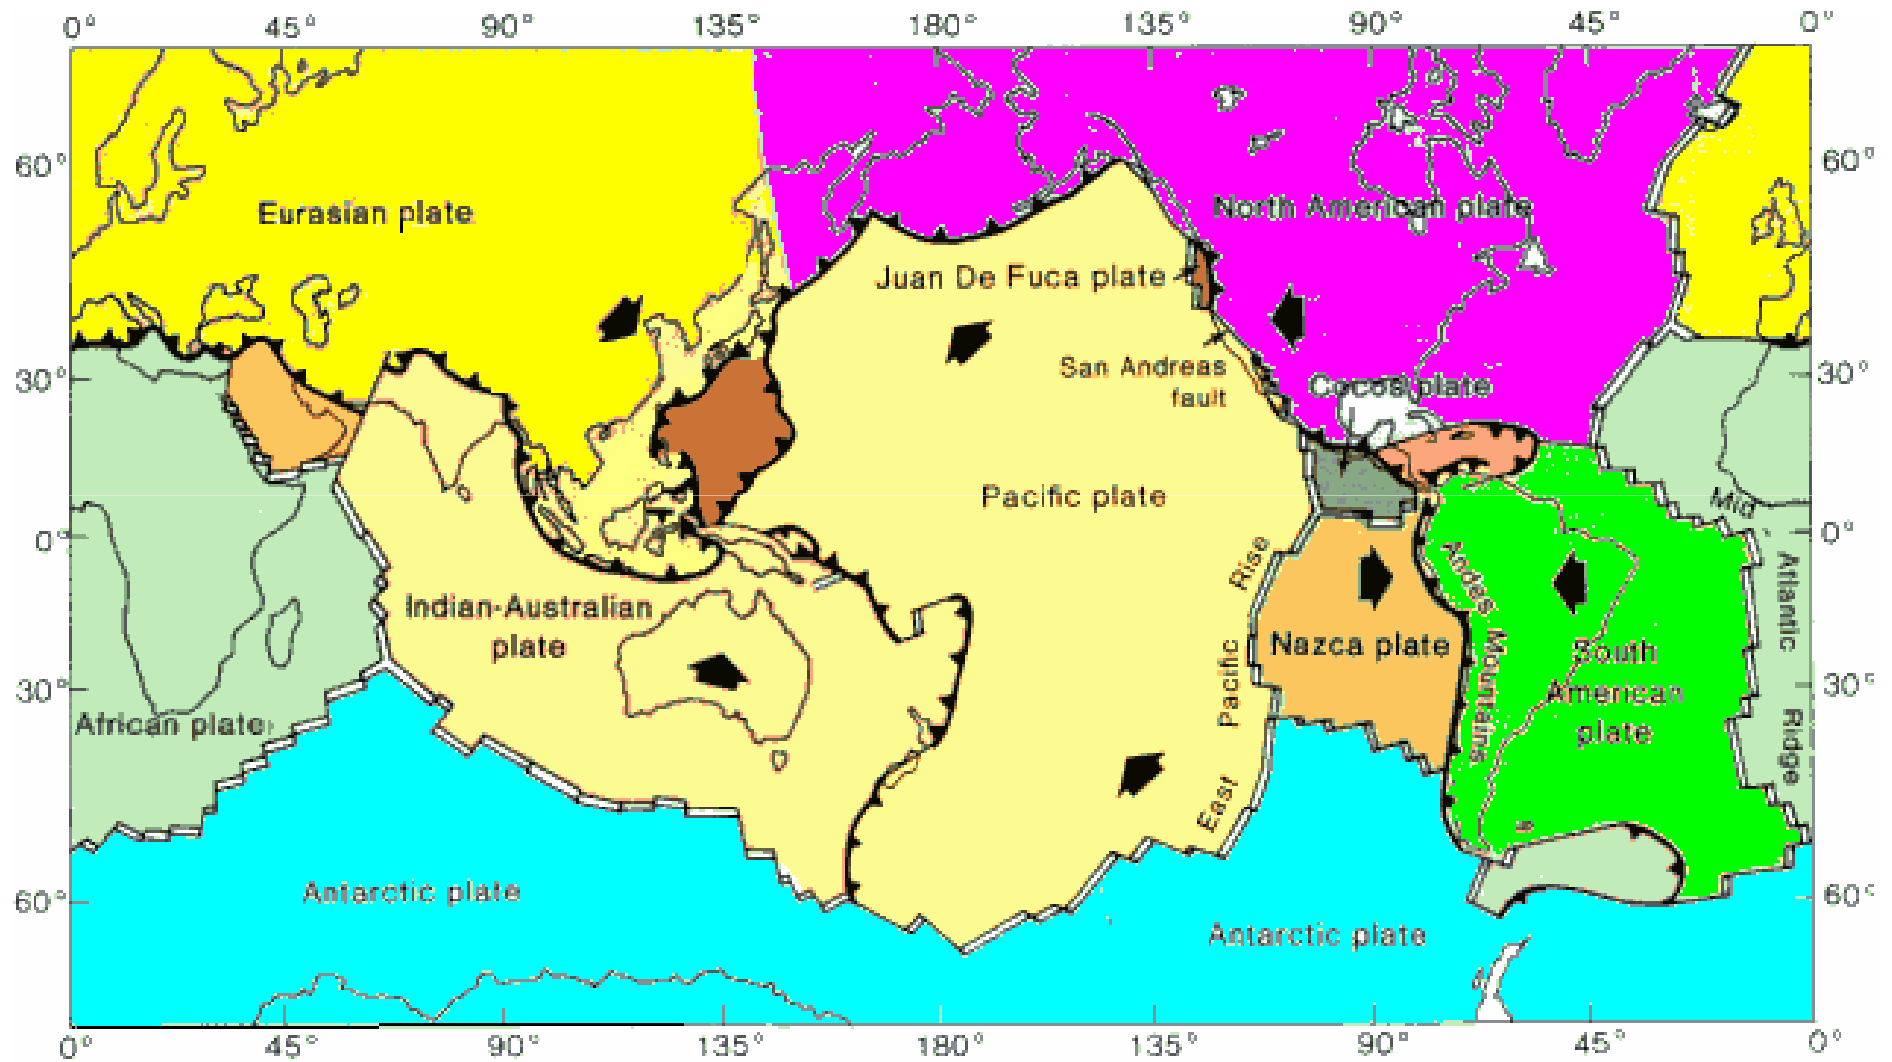 0° 45° 90° 135° 180° 135° 90° 45° 0°
60° 60°
Eurasian plate
North American plate
Juan De Fuca plate
San Andreas
fault
30° 30°
Cocos plate
Pacific plate
Mid
0° 0°
Rise
Andes
Atlantic
Indian-Australian
plate
Nazca plate
Mountains
South
American
plate
Pacific
30° 30°
African plate
Ridge
East
60° 60°
Antarctic plate
Antarctic plate
0° 45° 90° 135° 180° 135° 90° 45° 0°